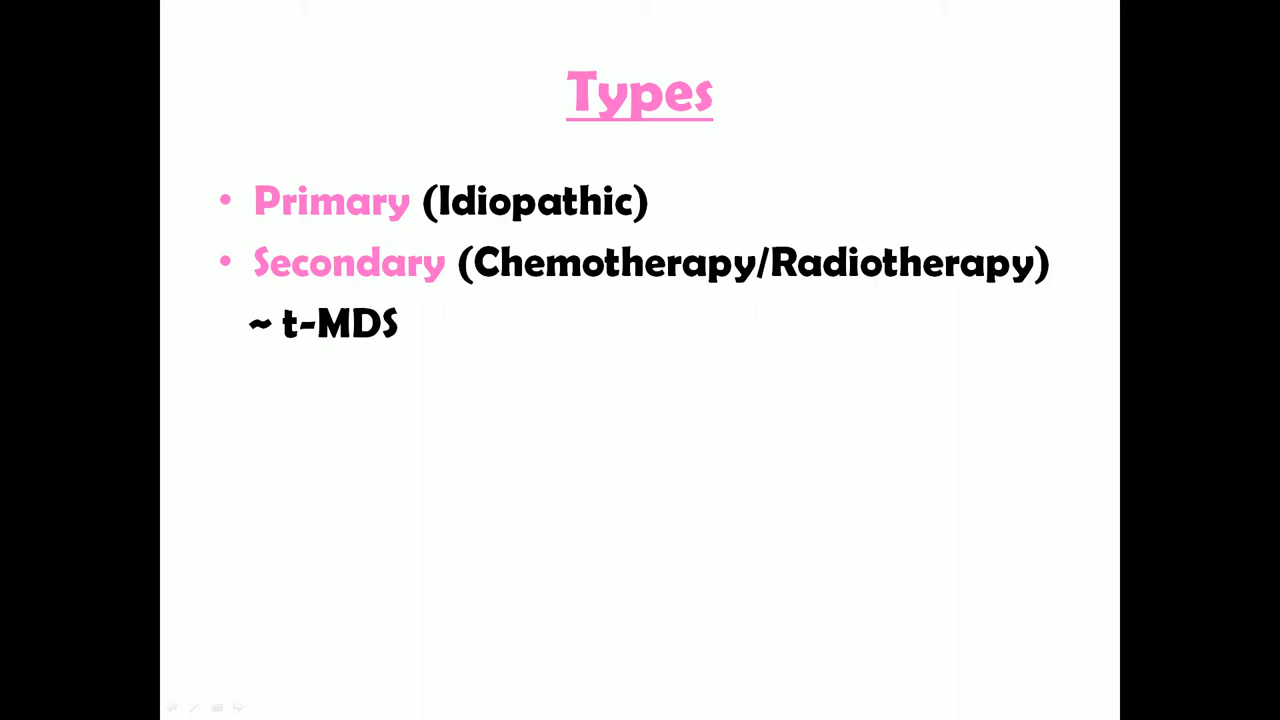 Types
• Primary (Idiopathic)
• Secondary (Chemotherapy/Radiotherapy)
~ t-MDS